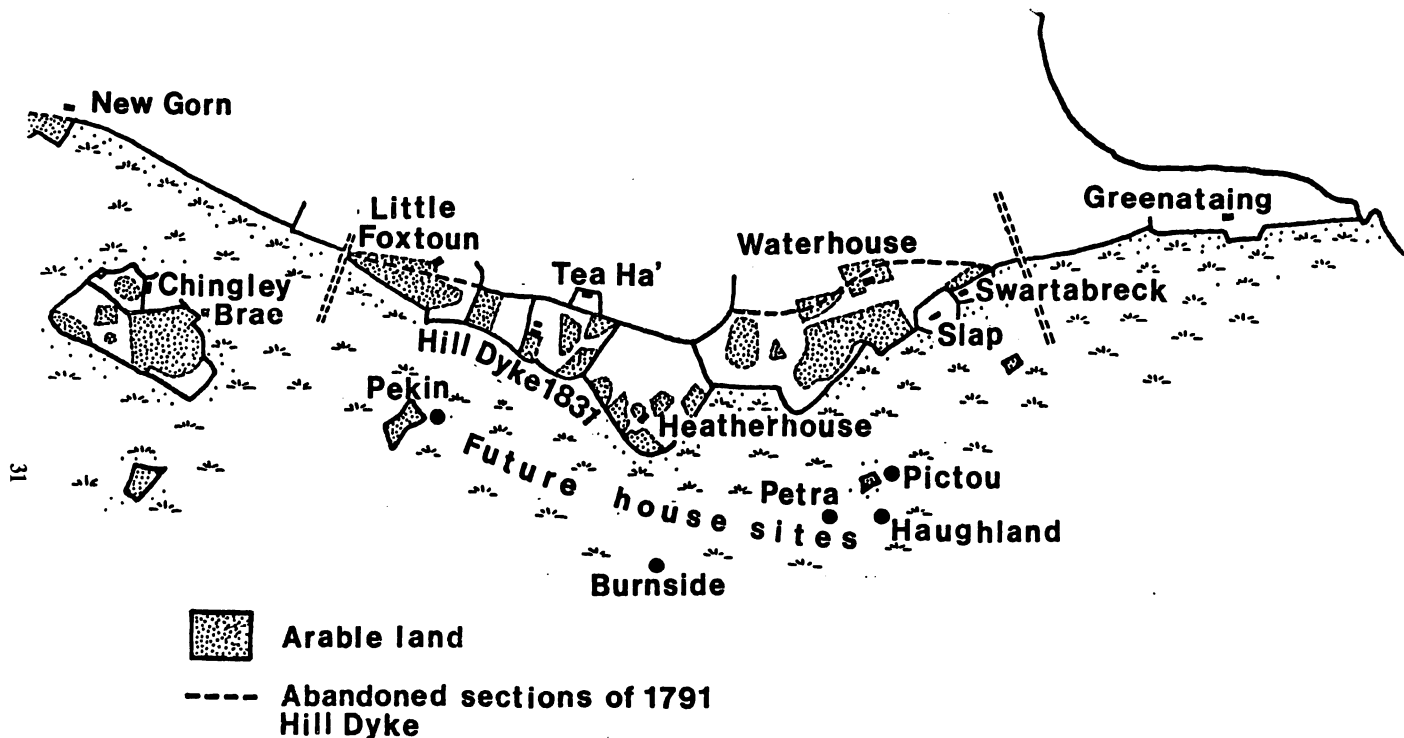 New Gorn
Little
Foxtoun
Greenataing
Waterhouse
Tea Ha'
Chingley
Brae
Swartabreck
Slap
Hill Dyke 1831
Pekin
Heatherhouse
Future house sites
Pictou
Petra
Haughland
31
Burnside
Arable land
Abandoned sections of 1791
Hill Dyke